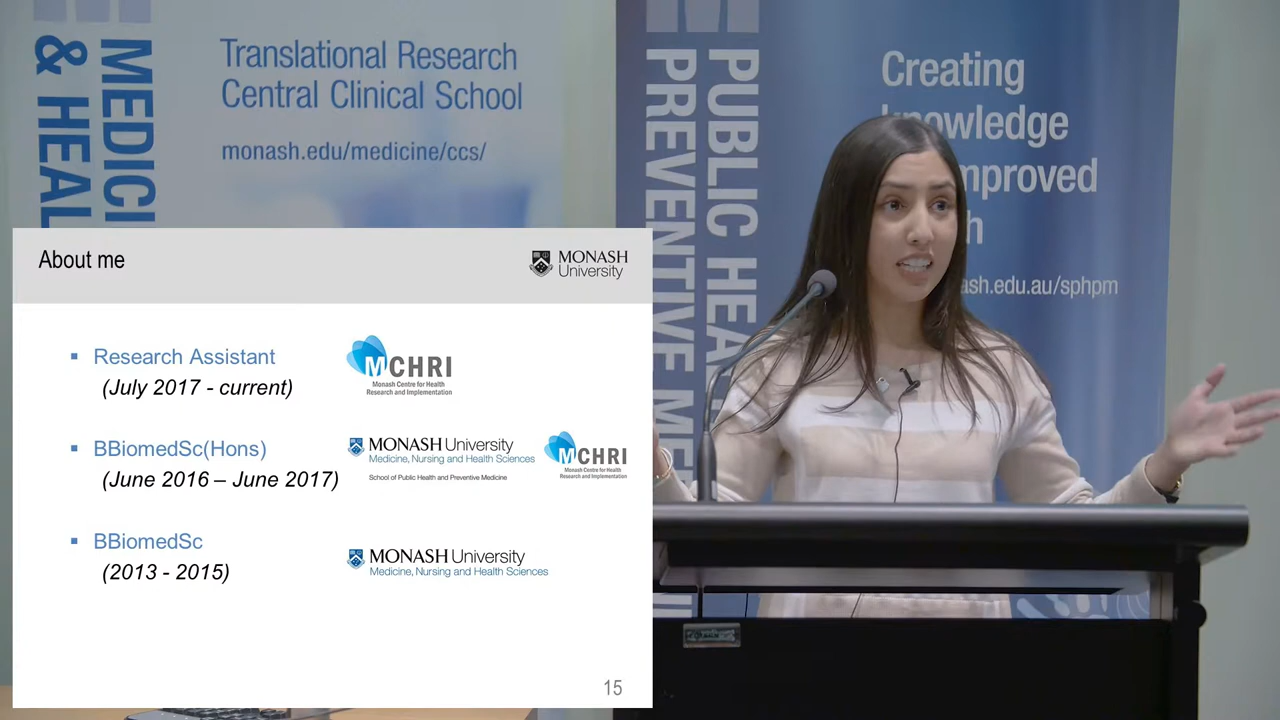 MEDICI
& HEAL
Translational Research
Central Clinical School
monash.edu/medicine/ccs/
PUBLIC HEA
PREVENTIVE ME
Creating
knowledge
mproved
h
ash.edu.au/sphpm
About me
MONASH
University
▪ Research Assistant
(July 2017 - current)
MCHRI
Monash Centre for Health
Research and Implementation
▪ BBiomedSc(Hons)
(June 2016 – June 2017)
MONASH University
Medicine, Nursing and Health Sciences
School of Public Health and Preventive Medicine
MCHRI
Monash Centre for Health
Research and Implementation
▪ BBiomedSc
(2013 - 2015)
MONASH University
Medicine, Nursing and Health Sciences
15